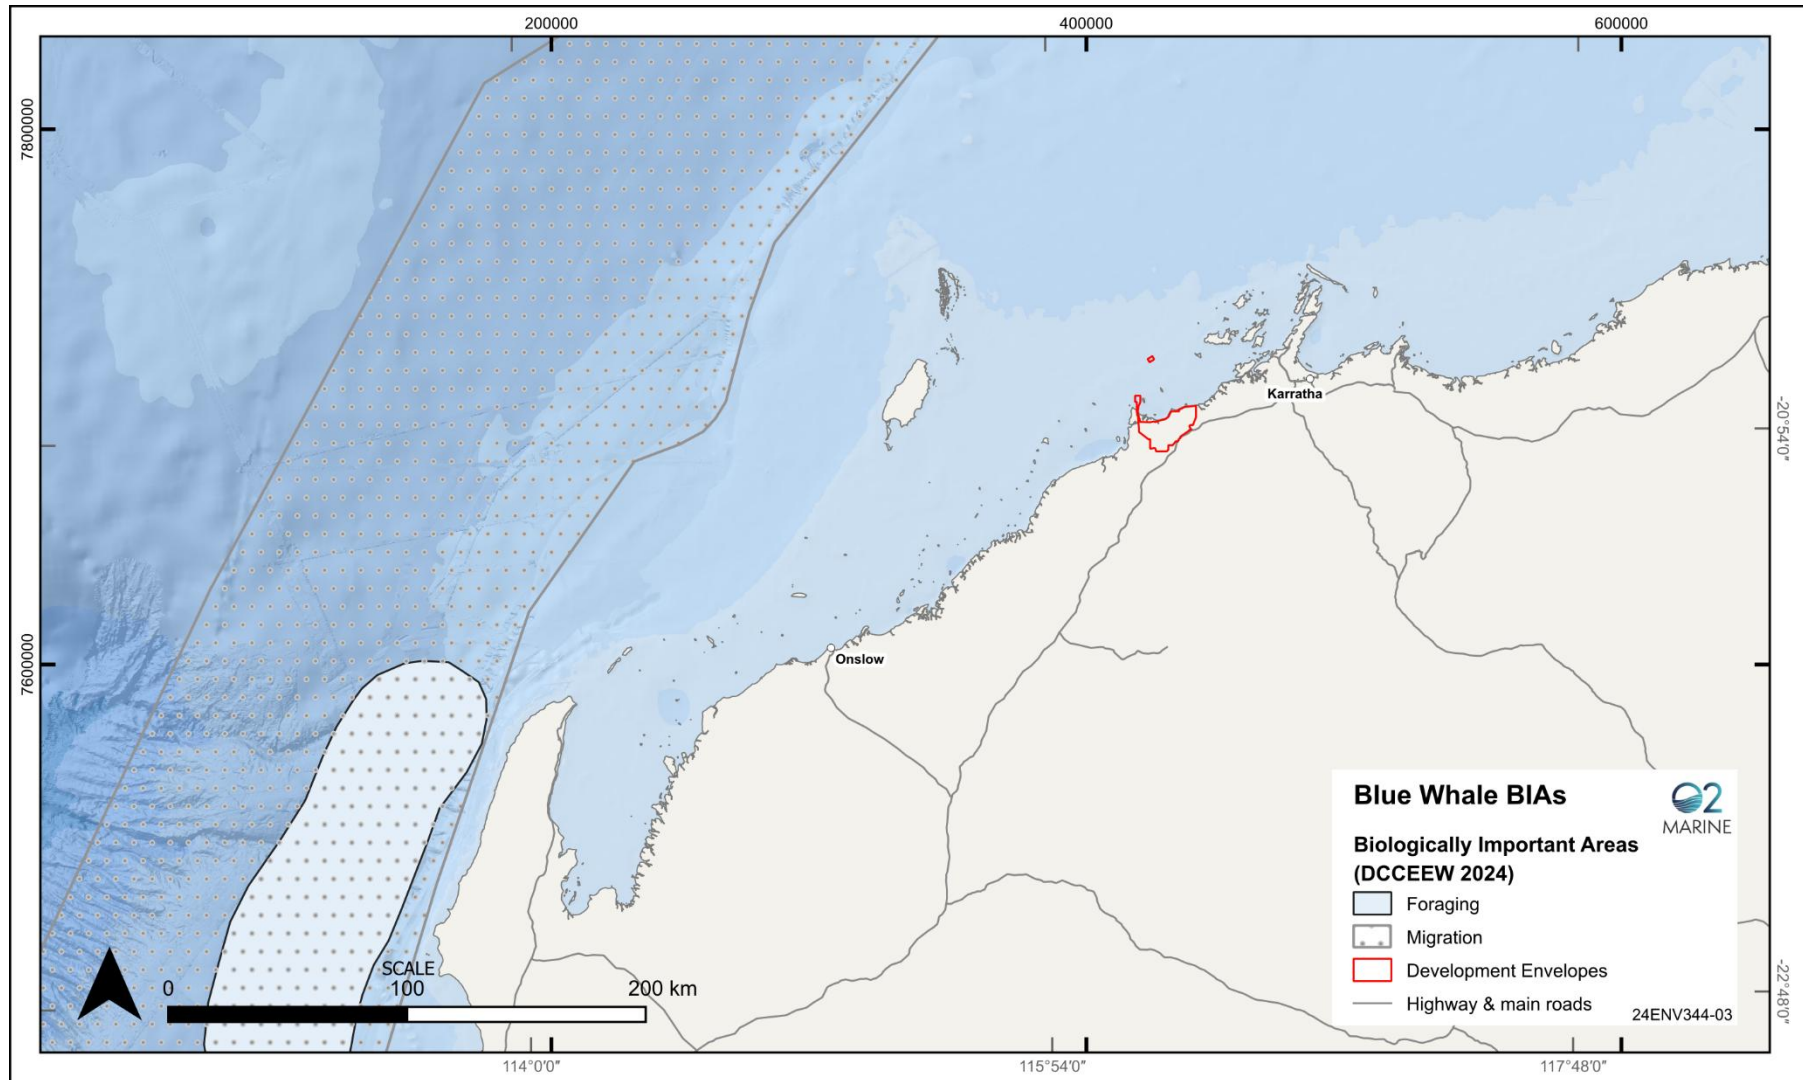 200000
400000
600000
7800000
7600000
Karratha
Onslow
-20°54'0"
-22°48'0"
SCALE
0
100
200 km
Blue Whale BIAs
O2
MARINE
Biologically Important Areas
(DCCEEW 2024)
Foraging
Migration
Development Envelopes
Highway & main roads
24ENV344-03
114°0'0"
115°54'0"
117°48'0"